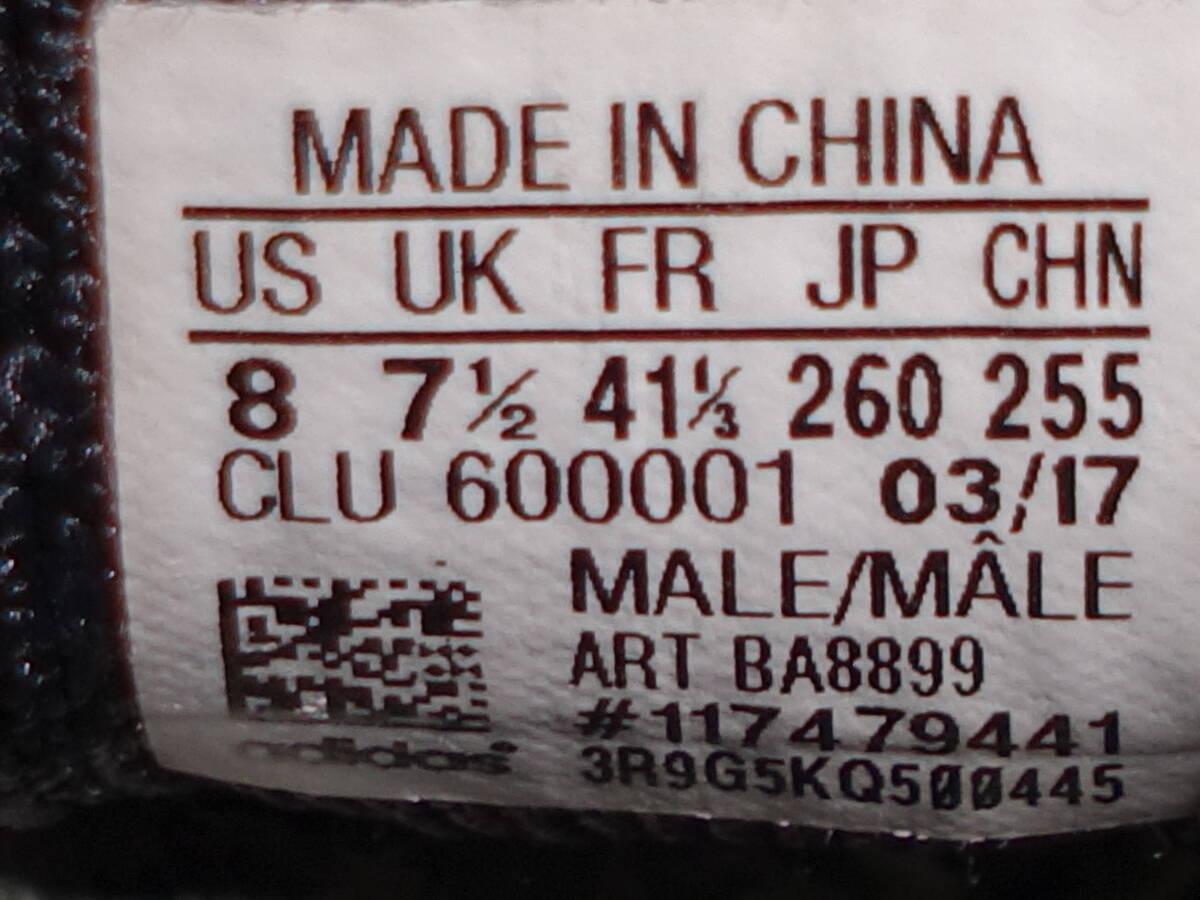 MADE IN CHINA
US UK FR JP CHN
8 7½ 41⅓ 260 255
CLU 600001 03/17
MALE/MÂLE
ART BA8899
#117479441
adidas
3R9G5KQ500445